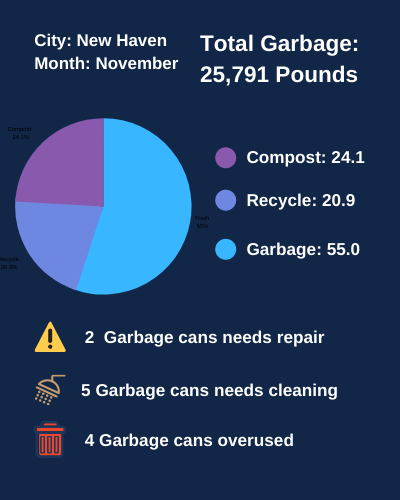 City: New Haven
Month: November
Total Garbage:
25,791 Pounds
Compost
24.1%
Trash
55%
Recycle
20.9%
Compost: 24.1
Recycle: 20.9
Garbage: 55.0
2 Garbage cans needs repair
5 Garbage cans needs cleaning
4 Garbage cans overused